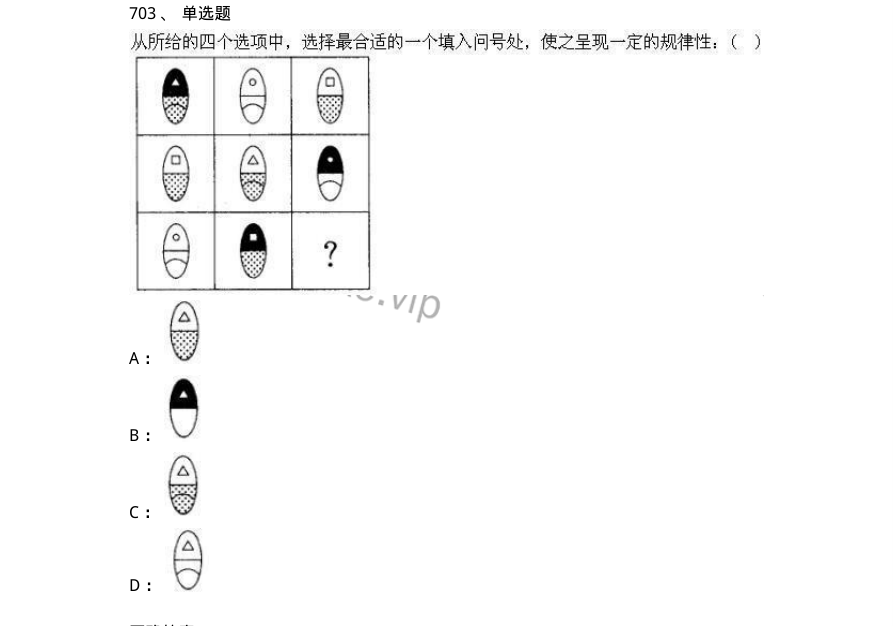 703、 单选题
从所给的四个选项中，选择最合适的一个填入问号处，使之呈现一定的规律性：（ ）
?
.vip
A：
B：
C：
D：